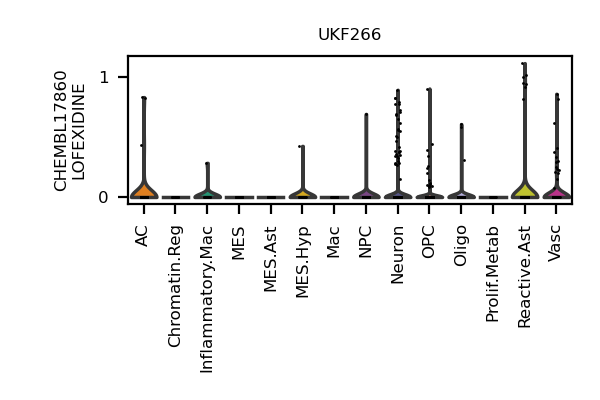 UKF266
CHEMBL17860
LOFEXIDINE
1
0
AC
Chromatin.Reg
Inflammatory.Mac
MES
MES.Ast
MES.Hyp
Mac
NPC
Neuron
OPC
Oligo
Prolif.Metab
Reactive.Ast
Vasc